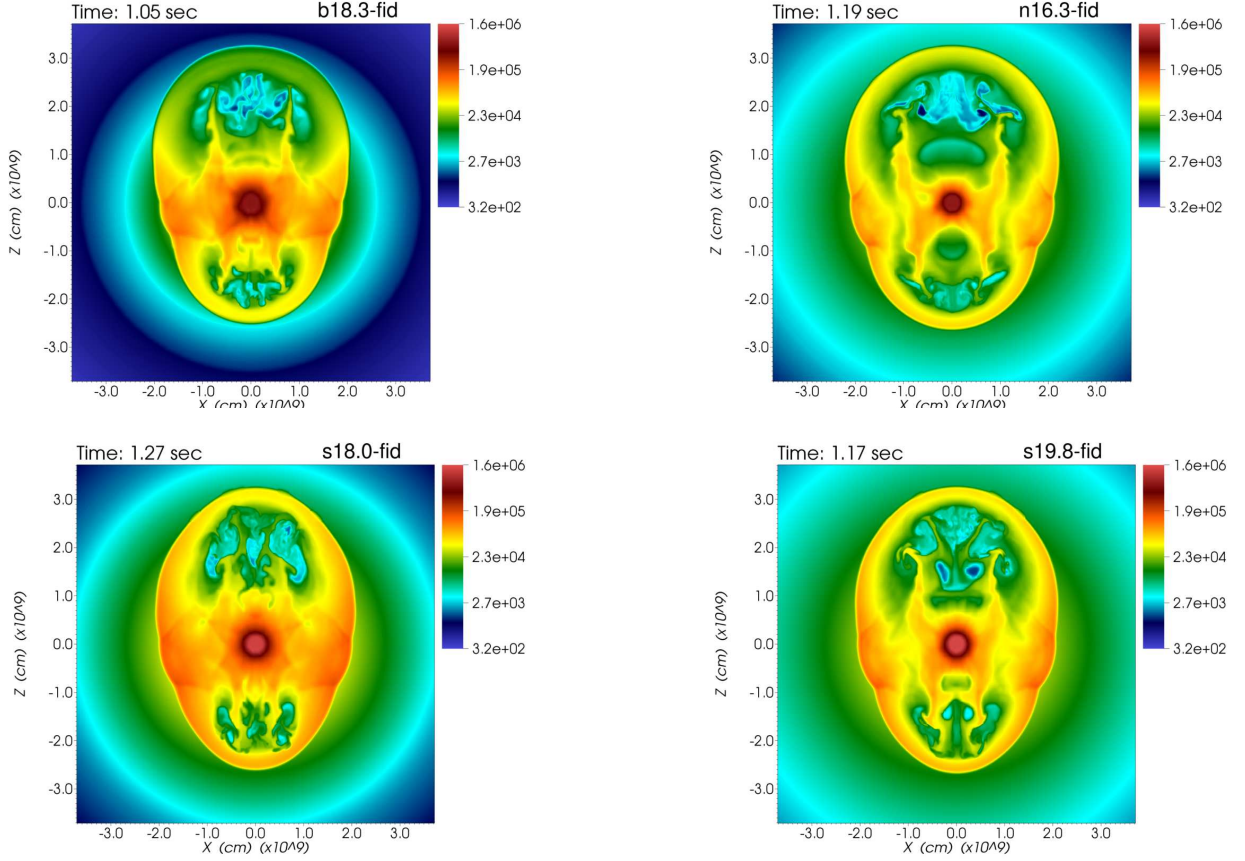 Time: 1.05 sec b18.3-fid
3.0
2.0
1.0
0.0
-1.0
-2.0
-3.0
Z (cm) (x10^9)
-3.0 -2.0 -1.0 0.0 1.0 2.0 3.0
X (cm) (x10^9)
1.6e+06
1.9e+05
2.3e+04
2.7e+03
3.2e+02
Time: 1.19 sec n16.3-fid
3.0
2.0
1.0
0.0
-1.0
-2.0
-3.0
Z (cm) (x10^9)
-3.0 -2.0 -1.0 0.0 1.0 2.0 3.0
X (cm) (x10^9)
1.6e+06
1.9e+05
2.3e+04
2.7e+03
3.2e+02
Time: 1.27 sec s18.0-fid
3.0
2.0
1.0
0.0
-1.0
-2.0
-3.0
Z (cm) (x10^9)
-3.0 -2.0 -1.0 0.0 1.0 2.0 3.0
X (cm) (x10^9)
1.6e+06
1.9e+05
2.3e+04
2.7e+03
3.2e+02
Time: 1.17 sec s19.8-fid
3.0
2.0
1.0
0.0
-1.0
-2.0
-3.0
Z (cm) (x10^9)
-3.0 -2.0 -1.0 0.0 1.0 2.0 3.0
X (cm) (x10^9)
1.6e+06
1.9e+05
2.3e+04
2.7e+03
3.2e+02